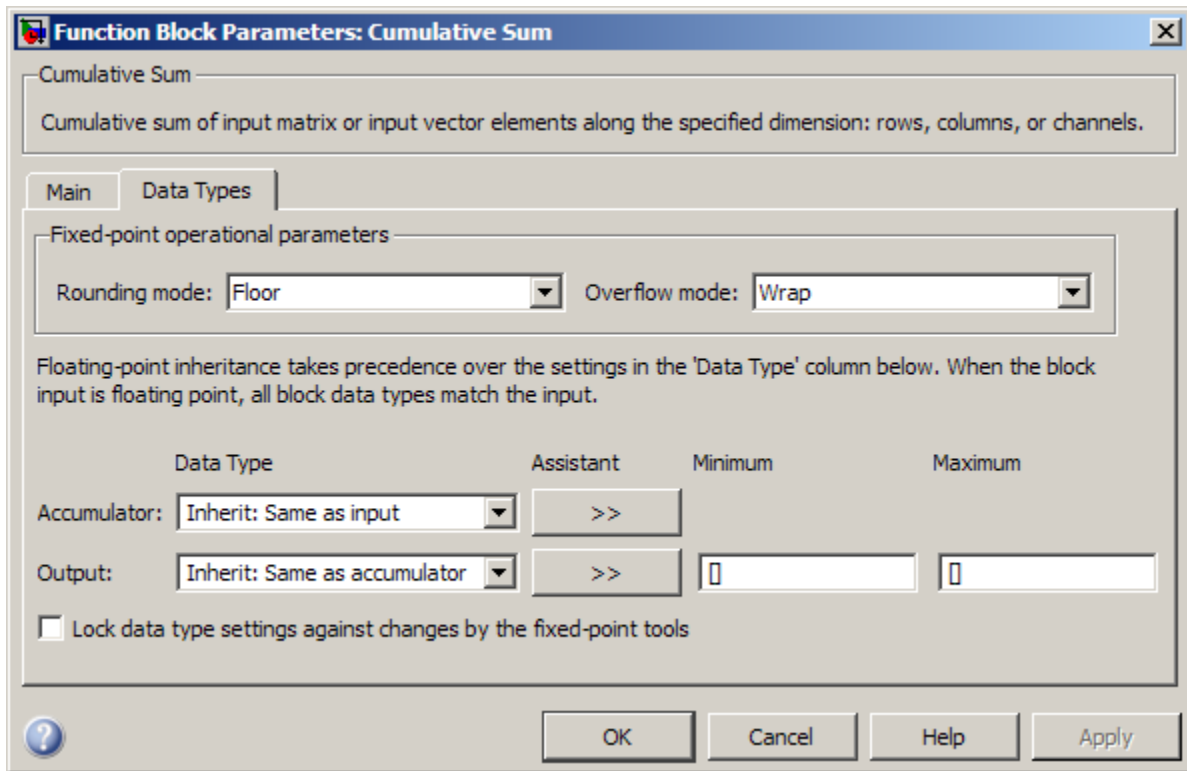 Function Block Parameters: Cumulative Sum
Cumulative Sum
Cumulative sum of input matrix or input vector elements along the specified dimension: rows, columns, or channels.
Main Data Types
Fixed-point operational parameters
Rounding mode: Floor Overflow mode: Wrap
Floating-point inheritance takes precedence over the settings in the 'Data Type' column below. When the block
input is floating point, all block data types match the input.
Data Type Assistant Minimum Maximum
Accumulator: Inherit: Same as input >>
Output: Inherit: Same as accumulator >> [] []
Lock data type settings against changes by the fixed-point tools
? OK Cancel Help Apply